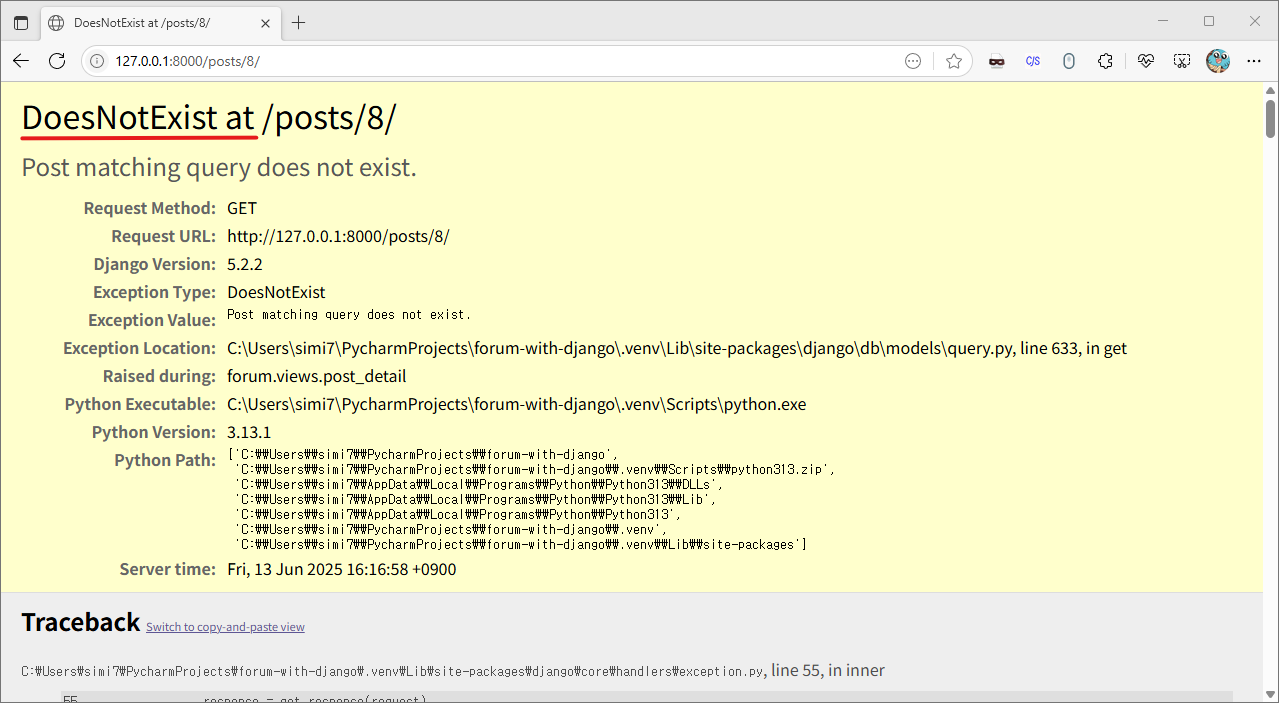 DoesNotExist at /posts/8/
127.0.0.1:8000/posts/8/
C/S
DoesNotExist at /posts/8/
Post matching query does not exist.
Request Method: GET
Request URL: http://127.0.0.1:8000/posts/8/
Django Version: 5.2.2
Exception Type: DoesNotExist
Exception Value: Post matching query does not exist.
Exception Location: C:\Users\simi7\PycharmProjects\forum-with-django\.venv\Lib\site-packages\django\db\models\query.py, line 633, in get
Raised during: forum.views.post_detail
Python Executable: C:\Users\simi7\PycharmProjects\forum-with-django\.venv\Scripts\python.exe
Python Version: 3.13.1
Python Path: ['C:₩₩Users₩₩simi7₩₩PycharmProjects₩₩forum-with-django',
'C:₩₩Users₩₩simi7₩₩PycharmProjects₩₩forum-with-django₩₩.venv₩₩Scripts₩₩python313.zip',
'C:₩₩Users₩₩simi7₩₩AppData₩₩Local₩₩Programs₩₩Python₩₩Python313₩₩DLLs',
'C:₩₩Users₩₩simi7₩₩AppData₩₩Local₩₩Programs₩₩Python₩₩Python313₩₩Lib',
'C:₩₩Users₩₩simi7₩₩AppData₩₩Local₩₩Programs₩₩Python₩₩Python313',
'C:₩₩Users₩₩simi7₩₩PycharmProjects₩₩forum-with-django₩₩.venv',
'C:₩₩Users₩₩simi7₩₩PycharmProjects₩₩forum-with-django₩₩.venv₩₩Lib₩₩site-packages']
Server time: Fri, 13 Jun 2025 16:16:58 +0900
Traceback Switch to copy-and-paste view
C:₩Users₩simi7₩PycharmProjects₩forum-with-django₩.venv₩Lib₩site-packages₩django₩core₩handlers₩exception.py, line 55, in inner
55 response = get_response(request)